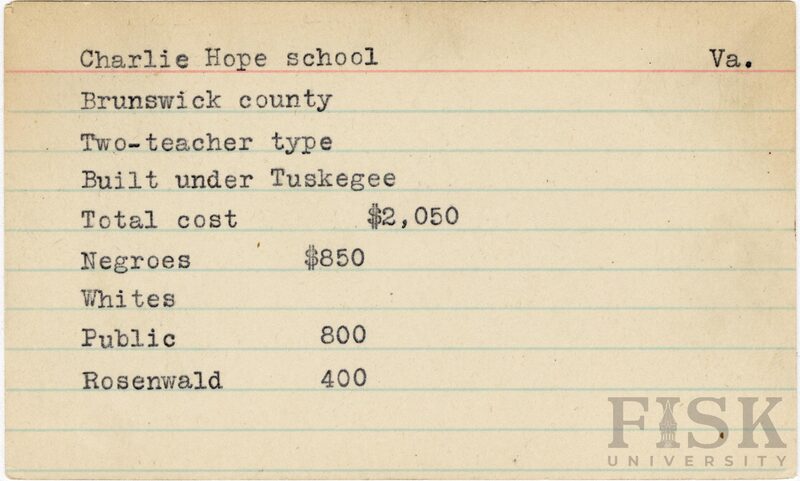 Charlie Hope school Va.
Brunswick county
Two-teacher type
Built under Tuskegee
Total cost $2,050
Negroes $850
Whites
Public 800
Rosenwald 400
FISK
UNIVERSITY